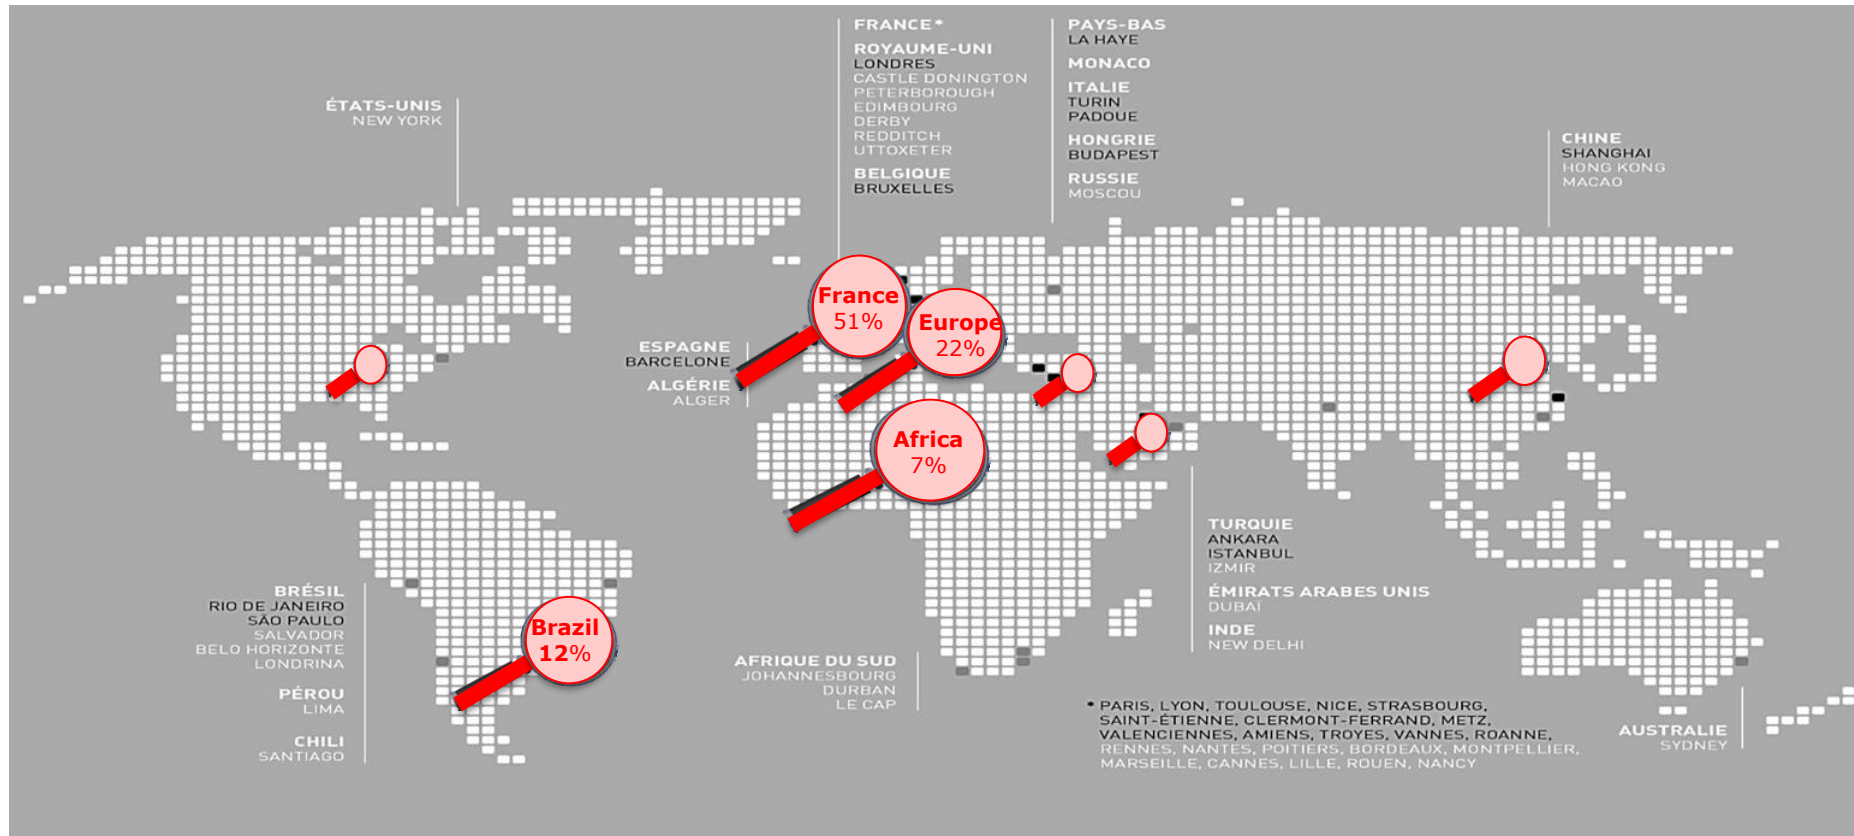 ÉTATS-UNIS
NEW YORK
FRANCE*
ROYAUME-UNI
LONDRES
CASTLE DONINGTON
PETERBOROUGH
EDIMBOURG
DERBY
REDDITCH
UTTOXETER
BELGIQUE
BRUXELLES
PAYS-BAS
LA HAYE
MONACO
ITALIE
TURIN
PADOUE
HONGRIE
BUDAPEST
RUSSIE
MOSCOU
CHINE
SHANGHAI
HONG KONG
MACAO
France
51%
Europe
22%
ESPAGNE
BARCELONE
ALGÉRIE
ALGER
Africa
7%
BRÉSIL
RIO DE JANEIRO
SÃO PAULO
SALVADOR
BELO HORIZONTE
LONDRINA
PÉROU
LIMA
CHILI
SANTIAGO
Brazil
12%
AFRIQUE DU SUD
JOHANNESBOURG
DURBAN
LE CAP
TURQUIE
ANKARA
ISTANBUL
IZMIR
ÉMIRATS ARABES UNIS
DUBAÏ
INDE
NEW DELHI
* PARIS, LYON, TOULOUSE, NICE, STRASBOURG,
SAINT-ÉTIENNE, CLERMONT-FERRAND, METZ,
VALENCIENNES, AMIENS, TROYES, VANNES, ROANNE,
RENNES, NANTES, POITIERS, BORDEAUX, MONTPELLIER,
MARSEILLE, CANNES, LILLE, ROUEN, NANCY
AUSTRALIE
SYDNEY